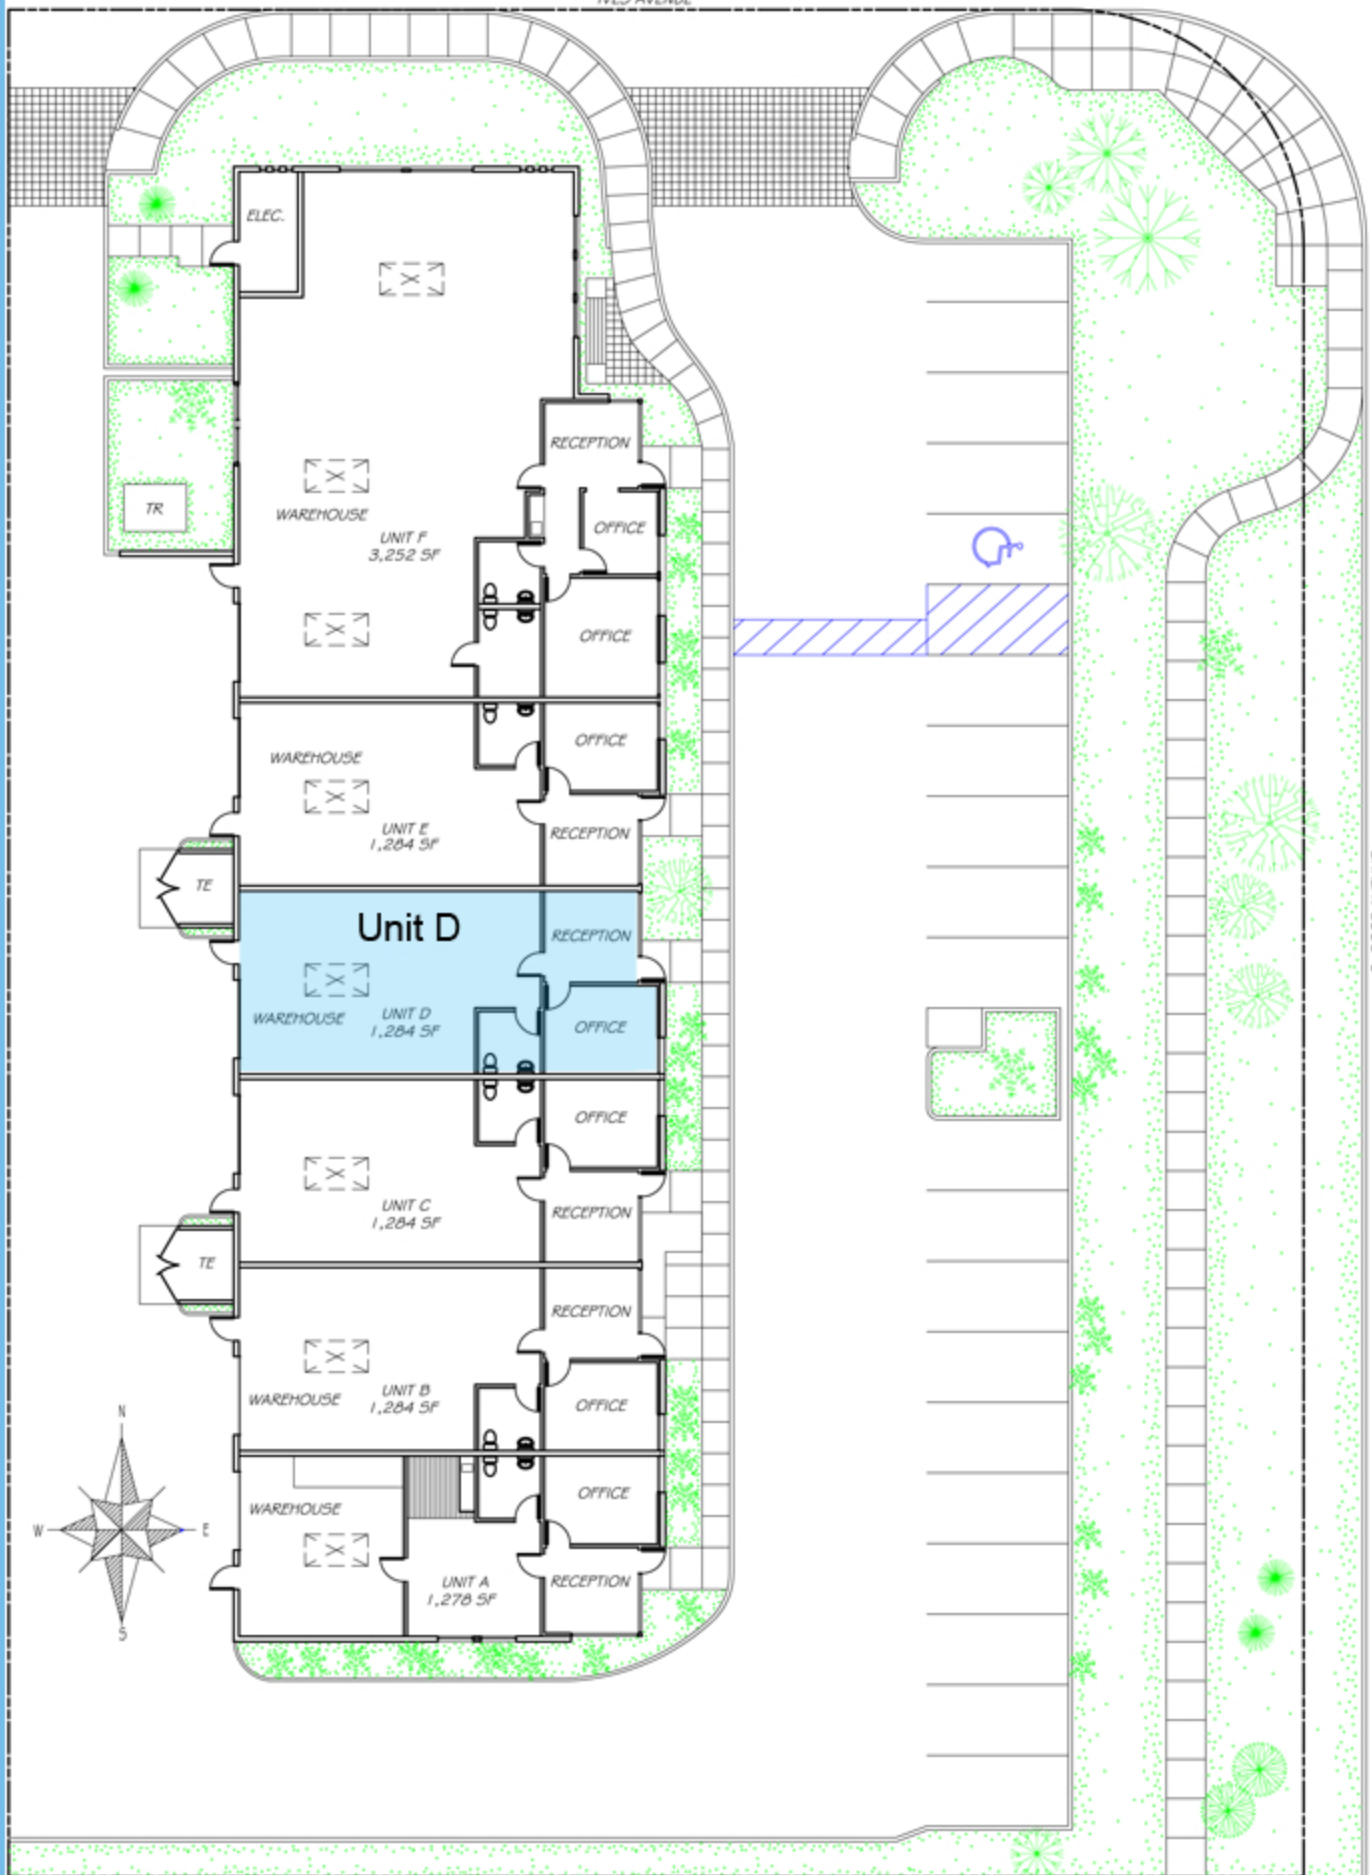 IVES AVENUE
ELEC.
RECEPTION
TR
WAREHOUSE
OFFICE
UNIT F
3,252 SF
OFFICE
OFFICE
WAREHOUSE
UNIT E
1,284 SF
RECEPTION
TE
Unit D
RECEPTION
WAREHOUSE
UNIT D
1,284 SF
OFFICE
OFFICE
UNIT C
1,284 SF
RECEPTION
TE
RECEPTION
WAREHOUSE
UNIT B
1,284 SF
OFFICE
N
W
E
S
OFFICE
WAREHOUSE
UNIT A
1,278 SF
RECEPTION